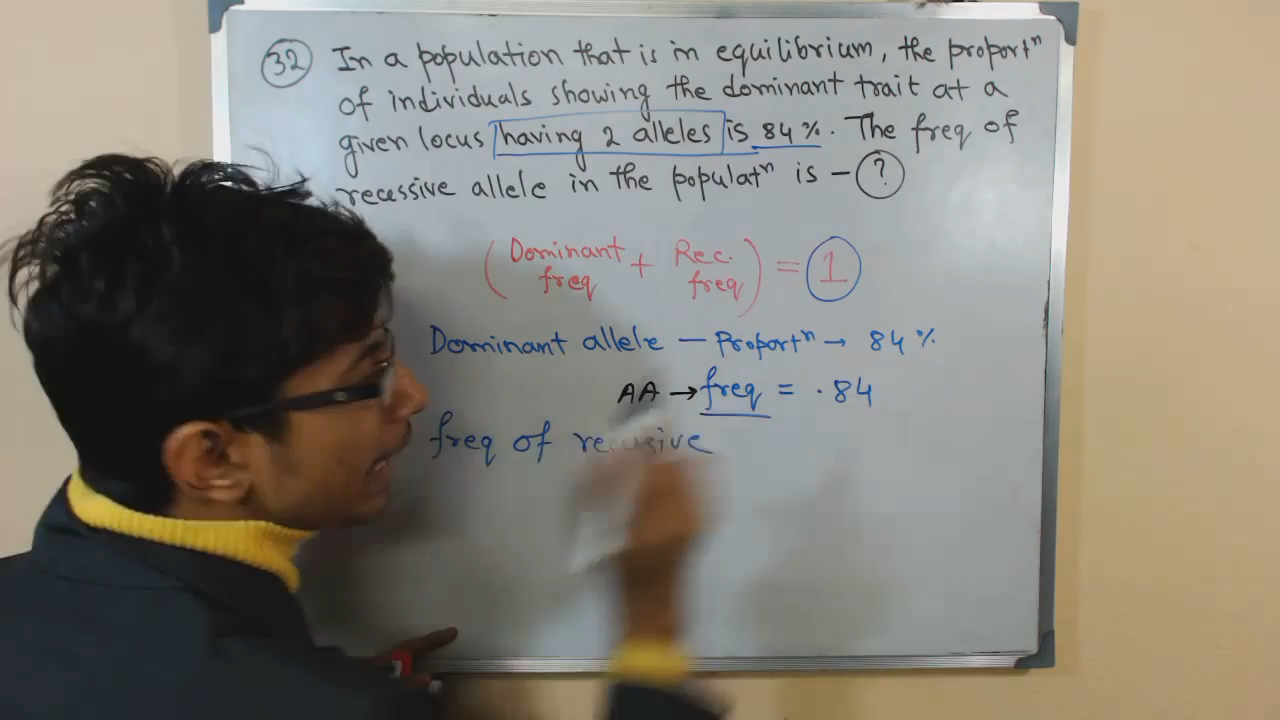 32 In a population that is in equilibrium, the proportⁿ
of individuals showing the dominant trait at a
given locus having 2 alleles is 84 %. The freq of
recessive allele in the populatⁿ is – ?
(Dominant freq + Rec. freq) = 1
Dominant allele – Proportⁿ → 84 %
AA → freq = .84
freq of recessive